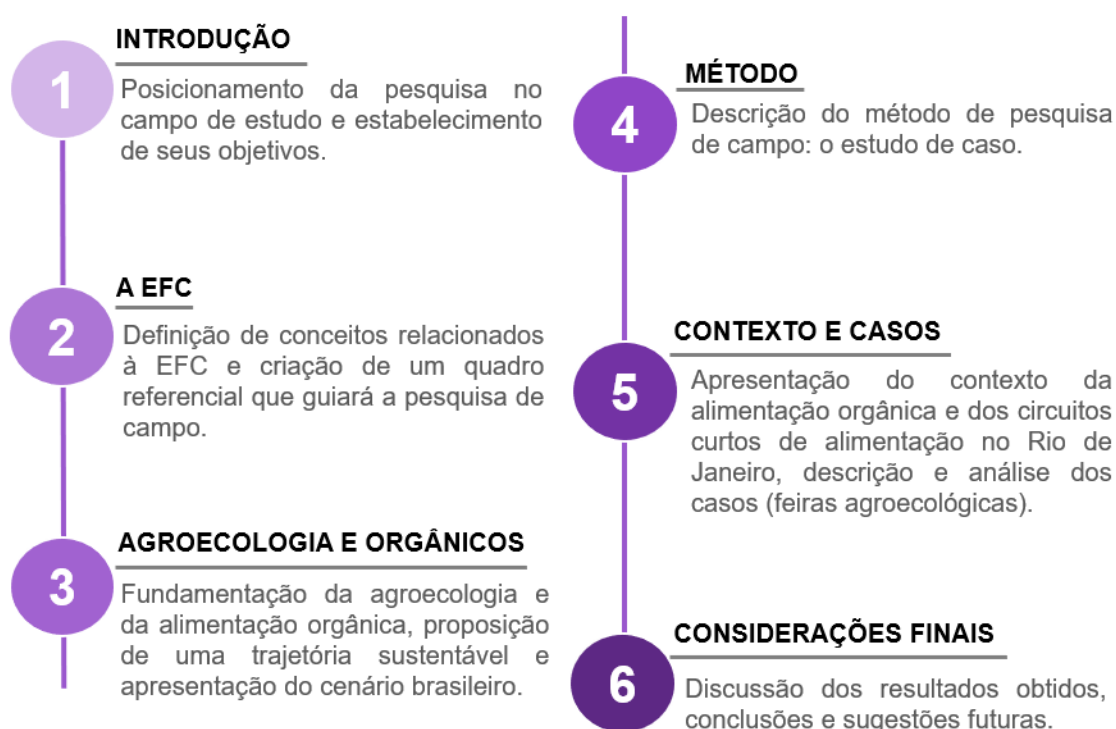 INTRODUÇÃO
1
Posicionamento da pesquisa no
campo de estudo e estabelecimento
de seus objetivos.
A EFC
2
Definição de conceitos relacionados
à EFC e criação de um quadro
referencial que guiará a pesquisa de
campo.
AGROECOLOGIA E ORGÂNICOS
3
Fundamentação da agroecologia e
da alimentação orgânica, proposição
de uma trajetória sustentável e
apresentação do cenário brasileiro.
MÉTODO
4
Descrição do método de pesquisa
de campo: o estudo de caso.
CONTEXTO E CASOS
5
Apresentação do contexto da
alimentação orgânica e dos circuitos
curtos de alimentação no Rio de
Janeiro, descrição e análise dos
casos (feiras agroecológicas).
CONSIDERAÇÕES FINAIS
6
Discussão dos resultados obtidos,
conclusões e sugestões futuras.